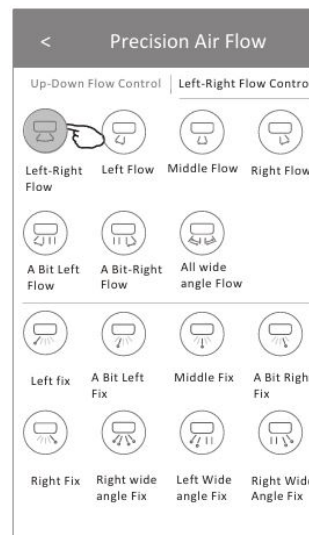 < Precision Air Flow
Up-Down Flow Control Left-Right Flow Contro
Left-Right Flow
Left Flow
Middle Flow
Right Flow
A Bit Left Flow
A Bit-Right Flow
All wide angle Flow
Left fix
A Bit Left Fix
Middle Fix
A Bit Righ Fix
Right Fix
Right wide angle Fix
Left Wide angle Fix
Right Wide Angle Fix